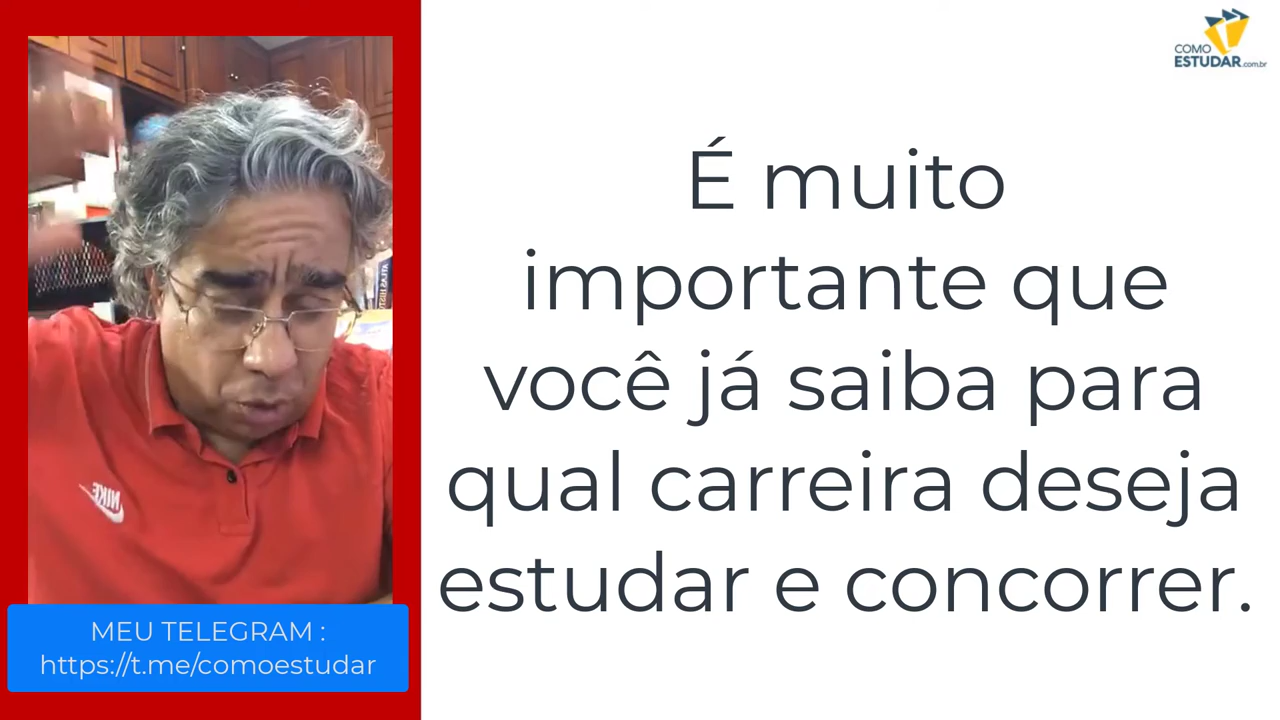 COMO
ESTUDAR.com.br
É muito
importante que
você já saiba para
qual carreira deseja
estudar e concorrer.
NIKE
MEU TELEGRAM :
https://t.me/comoestudar